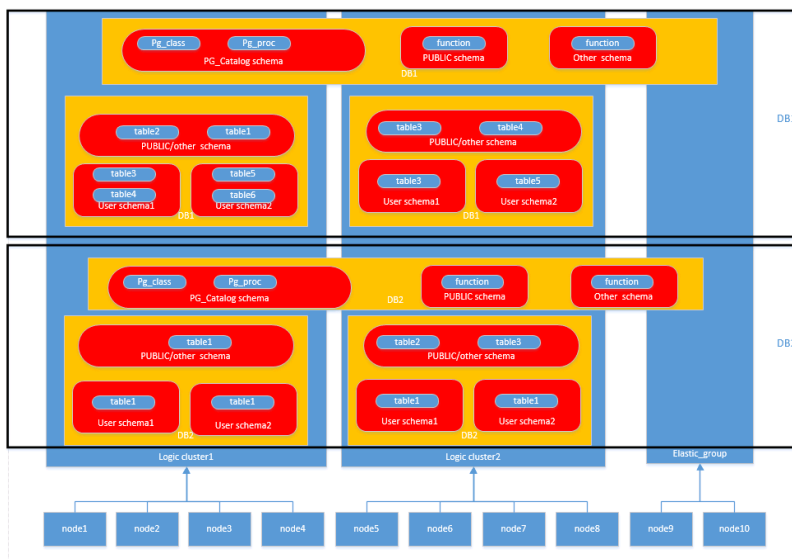 Pg_class
Pg_proc
function
function
PG_Catalog schema
PUBLIC schema
Other schema
DB1
table2
table1
PUBLIC/other schema
table3
table4
PUBLIC/other schema
table3
table4
User schema1
table5
table6
User schema2
DB1
table3
User schema1
table5
User schema2
DB1
Pg_class
Pg_proc
function
function
PG_Catalog schema
DB2
PUBLIC schema
Other schema
table1
PUBLIC/other schema
table2
table3
PUBLIC/other schema
table1
User schema1
table1
User schema2
DB2
table1
User schema1
table1
User schema2
DB2
Logic cluster1
Logic cluster2
Elastic_group
node1
node2
node3
node4
node5
node6
node7
node8
node9
node10